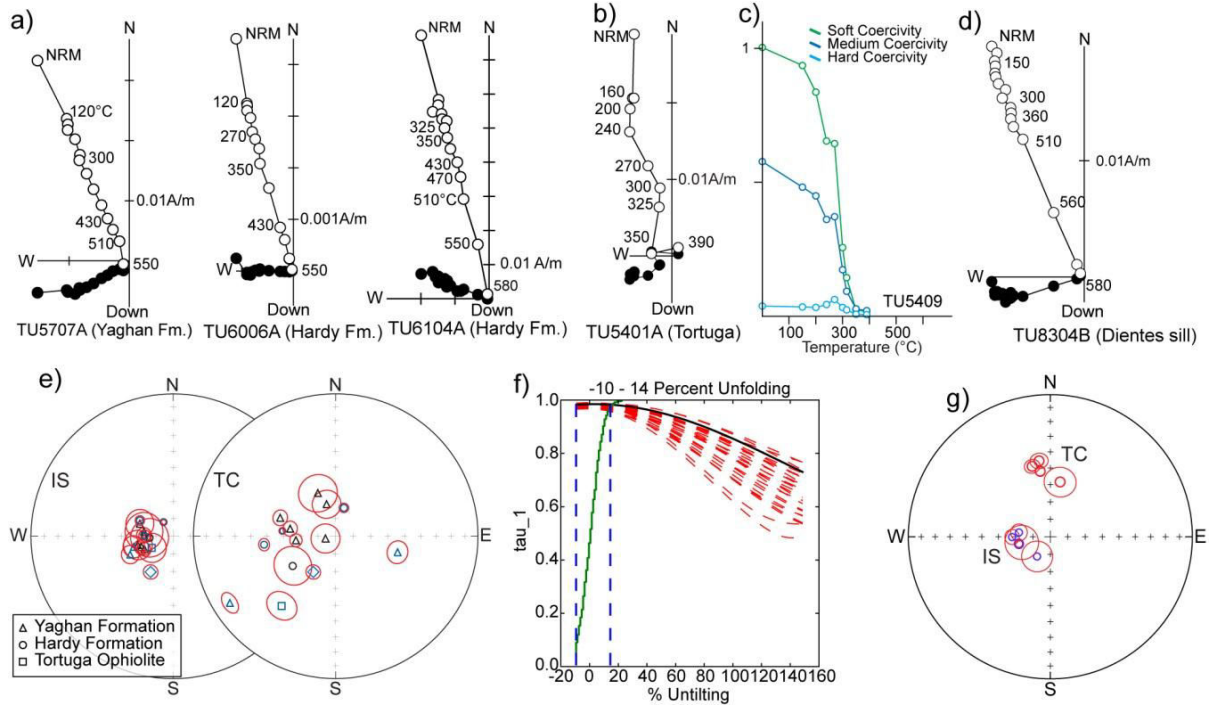 a)
NRM
120°C
300
430
510
550
0.01A/m
W
Down
TU5707A (Yaghan Fm.)
NRM
120
270
350
430
550
0.001A/m
Down
TU6006A (Hardy Fm.)
N
NRM
325
350
430
470
510°C
550
580
0.01 A/m
W
Down
TU6104A (Hardy Fm.)
b)
N
NRM
160
200
240
270
300
325
350
390
0.01A/m
W
Down
TU5401A (Tortuga)
c)
Soft Coercivity
Medium Coercivity
Hard Coercivity
1
TU5409
100
300
500
Temperature (°C)
d)
N
NRM
150
300
360
510
560
580
0.01A/m
W
Down
TU8304B (Dientes sill)
e)
N
IS
W
S
N
TC
E
S
Yaghan Formation
Hardy Formation
Tortuga Ophiolite
f)
-10 - 14 Percent Unfolding
1.0
0.8
0.6
0.4
0.2
0.0
tau_1
-20 0 20 40 60 80 100 120 140 160
% Untilting
g)
N
TC
W
E
IS
S